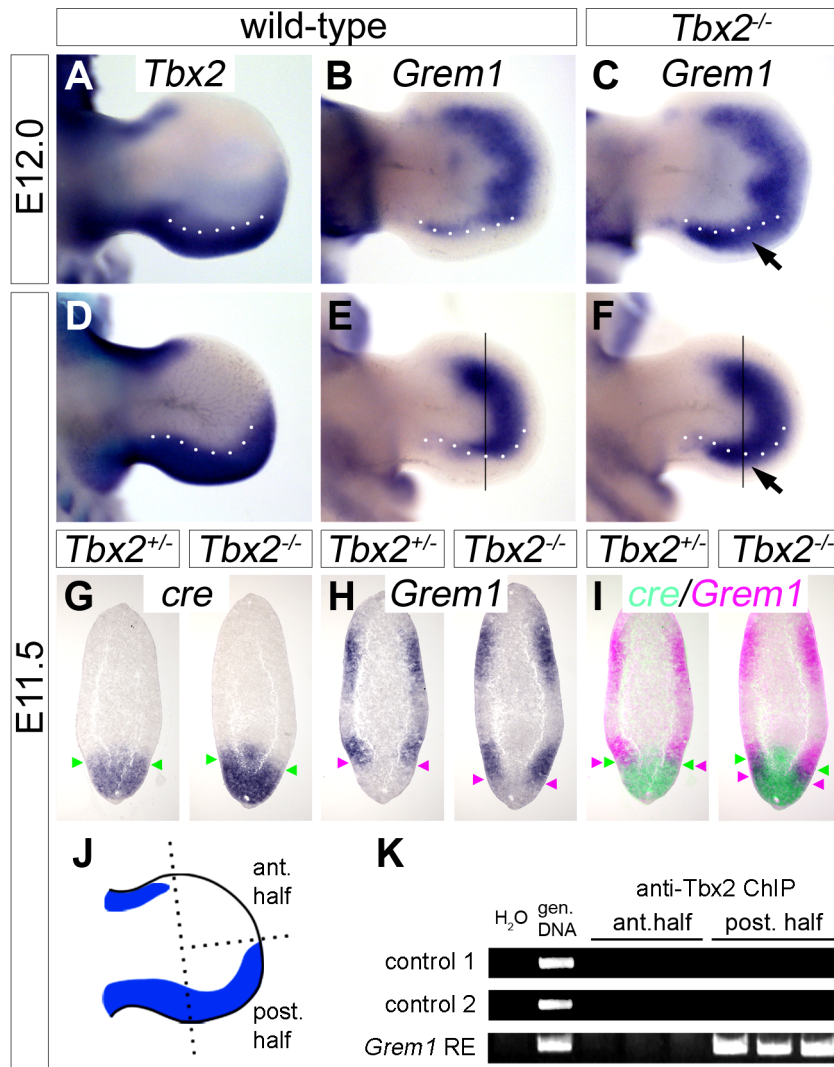 wild-type
Tbx2-/-
E12.0
A Tbx2
B Grem1
C Grem1
E11.5
D
E
F
Tbx2+/-
Tbx2-/-
Tbx2+/-
Tbx2-/-
Tbx2+/-
Tbx2-/-
G cre
H Grem1
I cre/Grem1
J
ant.
half
post.
half
K
anti-Tbx2 ChIP
H2O
gen.
DNA
ant.half
post. half
control 1
control 2
Grem1 RE